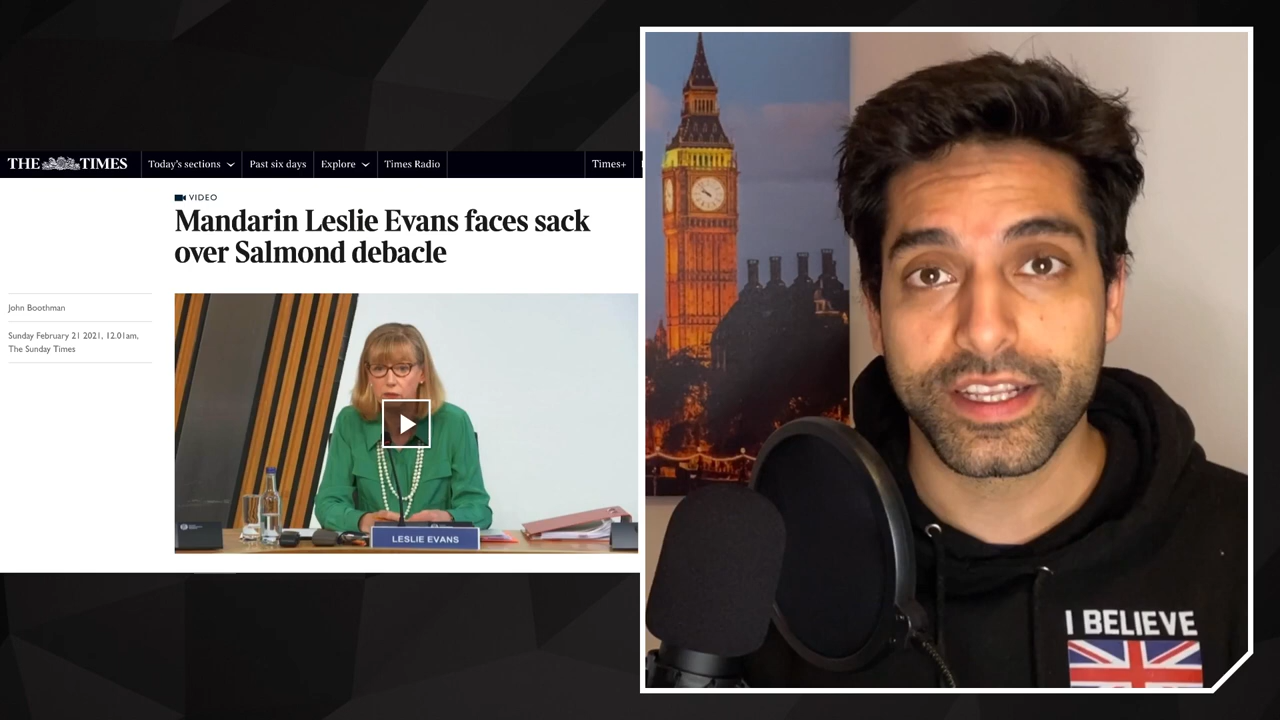 THE TIMES
Today's sections
Past six days
Explore
Times Radio
Times+
VIDEO
Mandarin Leslie Evans faces sack
over Salmond debacle
John Boothman
Sunday February 21 2021, 12.01am,
The Sunday Times
LESLIE EVANS
I BELIEVE